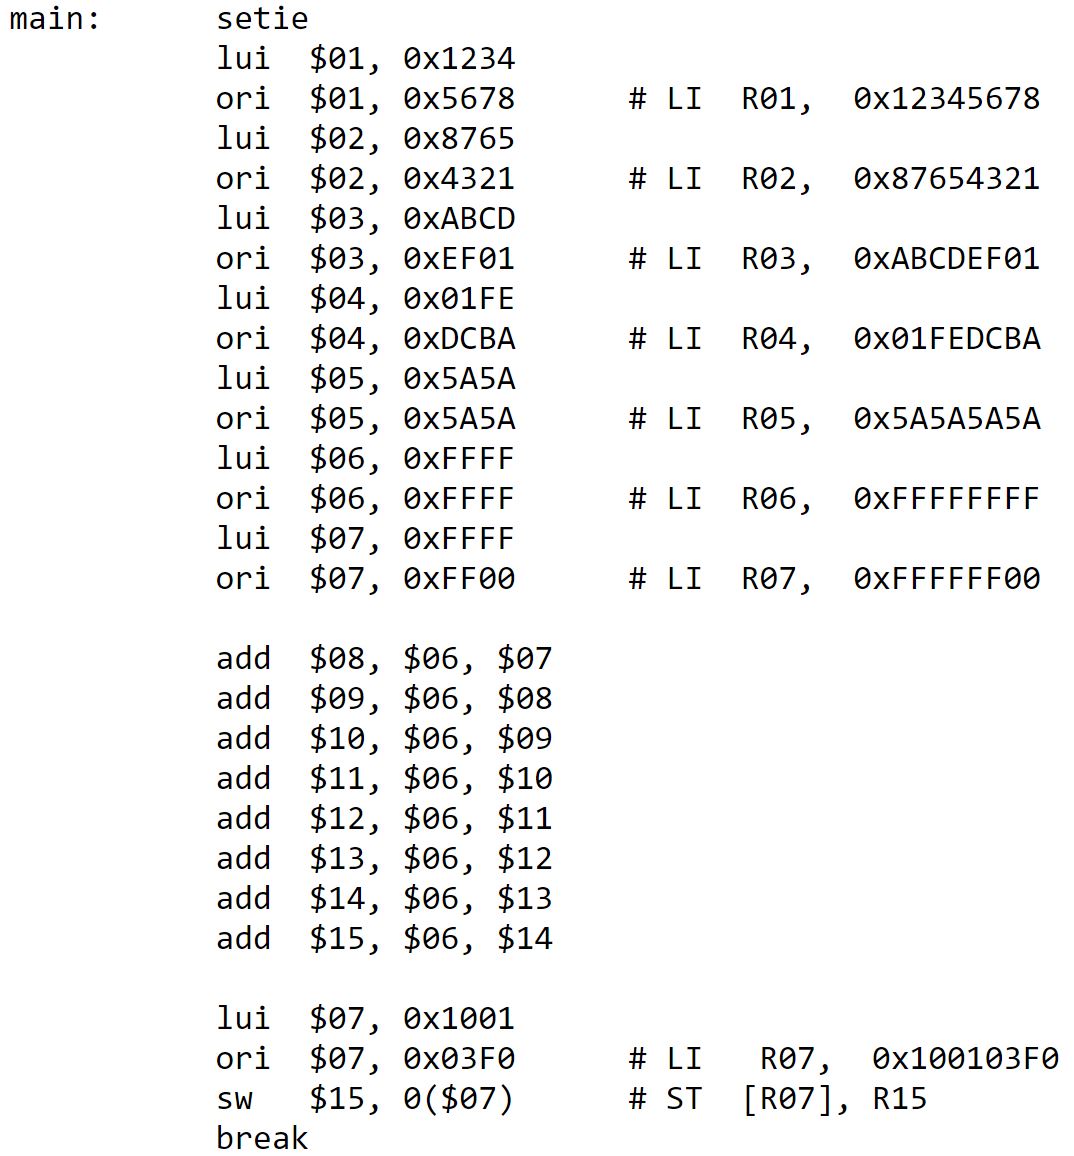 main:      setie
           lui  $01, 0x1234
           ori  $01, 0x5678      # LI  R01,  0x12345678
           lui  $02, 0x8765
           ori  $02, 0x4321      # LI  R02,  0x87654321
           lui  $03, 0xABCD
           ori  $03, 0xEF01      # LI  R03,  0xABCDEF01
           lui  $04, 0x01FE
           ori  $04, 0xDCBA      # LI  R04,  0x01FEDCBA
           lui  $05, 0x5A5A
           ori  $05, 0x5A5A      # LI  R05,  0x5A5A5A5A
           lui  $06, 0xFFFF
           ori  $06, 0xFFFF      # LI  R06,  0xFFFFFFFF
           lui  $07, 0xFFFF
           ori  $07, 0xFF00      # LI  R07,  0xFFFFFF00

           add  $08, $06, $07
           add  $09, $06, $08
           add  $10, $06, $09
           add  $11, $06, $10
           add  $12, $06, $11
           add  $13, $06, $12
           add  $14, $06, $13
           add  $15, $06, $14

           lui  $07, 0x1001
           ori  $07, 0x03F0      # LI   R07,  0x100103F0
           sw   $15, 0($07)      # ST  [R07], R15
           break